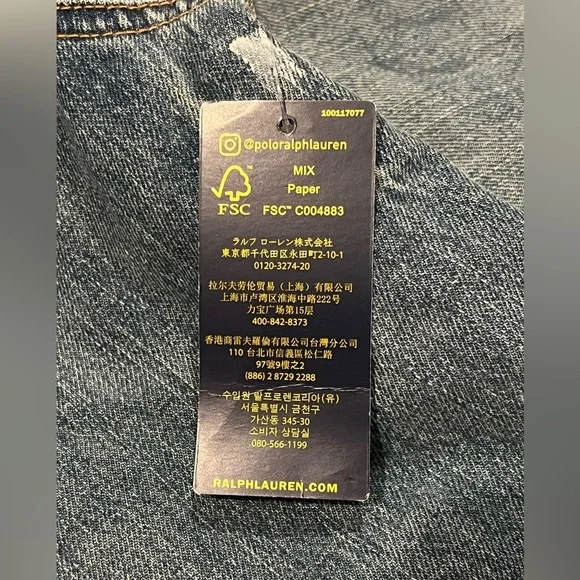 100117077
@poloralphlauren
MIX
Paper
FSC
FSC™ C004883
ラルフ ローレン株式会社
東京都千代田区永田町2-10-1
0120-3274-20
拉尔夫劳伦贸易（上海）有限公司
上海市卢湾区淮海中路222号
力宝广场第15层
400-842-8373
香港商雷夫羅倫有限公司台灣分公司
110 台北市信義區松仁路
97號9樓之2
(886) 2 8729 2288
수입원 랄프로렌코리아(유)
서울특별시 금천구
가산동 345-30
소비자 상담실
080-566-1199
RALPHLAUREN.COM